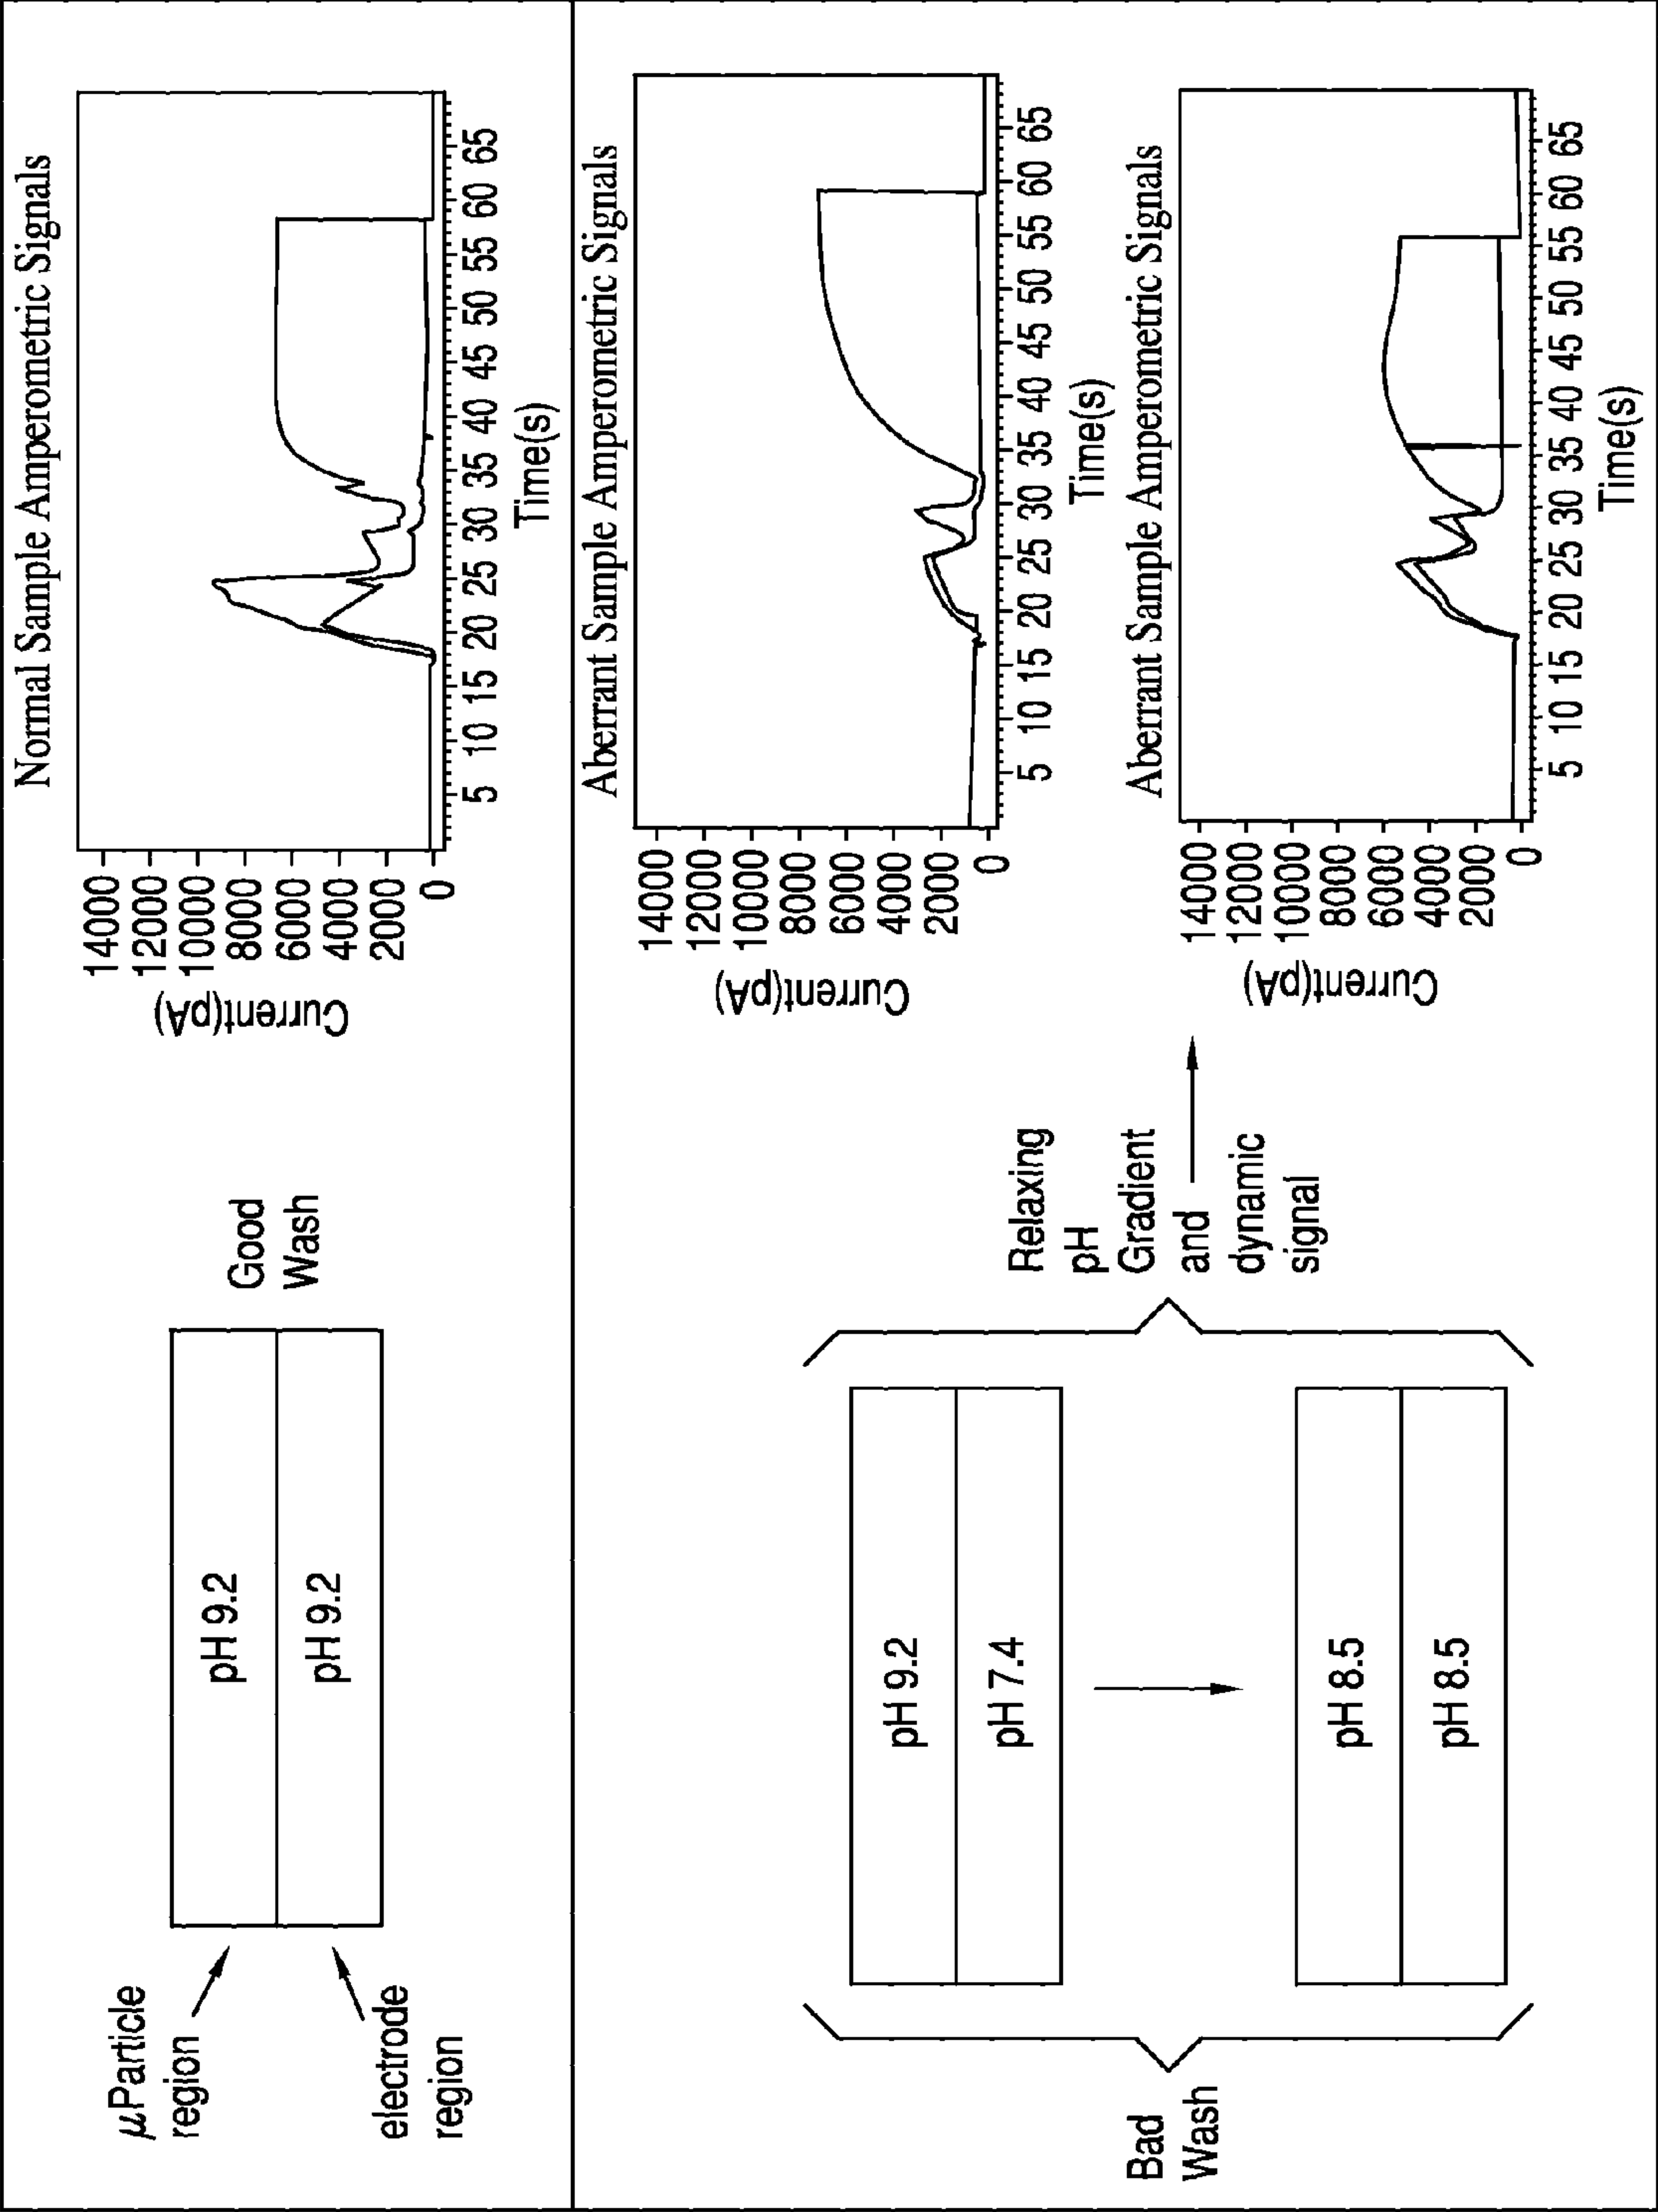 μParticle
region
electrode
region
pH 9.2
pH 9.2
Good
Wash
Normal Sample Amperometric Signals
Current(pA)
14000
12000
10000
8000
6000
4000
2000
0
5 10 15 20 25 30 35 40 45 50 55 60 65
Time(s)
Bad
Wash
pH 9.2
pH 7.4
pH 8.5
pH 8.5
Relaxing
pH
Gradient
and
dynamic
signal
Aberrant Sample Amperometric Signals
Current(pA)
14000
12000
10000
8000
6000
4000
2000
0
5 10 15 20 25 30 35 40 45 50 55 60 65
Time(s)
Aberrant Sample Amperometric Signals
Current(pA)
14000
12000
10000
8000
6000
4000
2000
0
5 10 15 20 25 30 35 40 45 50 55 60 65
Time(s)